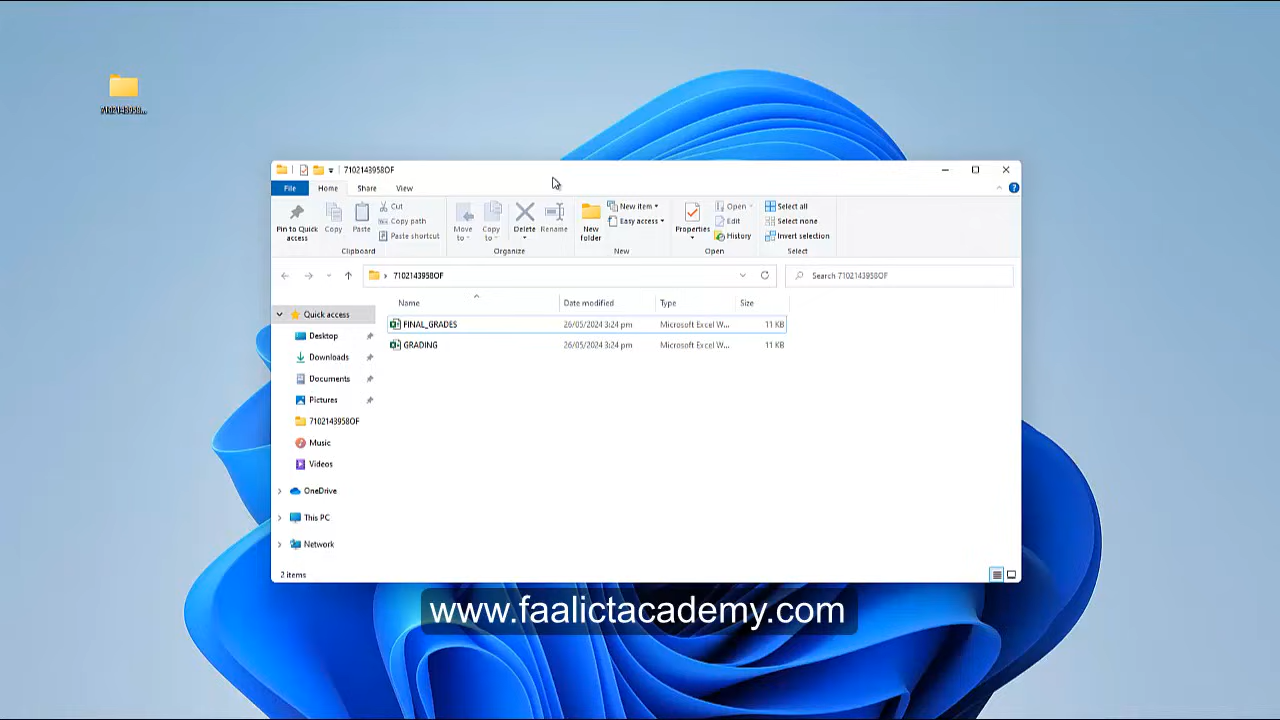 7102143958...
7102143958OF
File Home Share View
Pin to Quick access
Copy
Paste
Cut
Copy path
Paste shortcut
Clipboard
Move to
Copy to
Delete
Rename
Organize
New folder
New item
Easy access
New
Properties
Open
Edit
History
Open
Select all
Select none
Invert selection
Select
7102143958OF
Search 7102143958OF
Name Date modified Type Size
FINAL_GRADES 26/05/2024 3:24 pm Microsoft Excel W... 11 KB
GRADING 26/05/2024 3:24 pm Microsoft Excel W... 11 KB
Quick access
Desktop
Downloads
Documents
Pictures
7102143958OF
Music
Videos
OneDrive
This PC
Network
2 items
www.faalictacademy.com